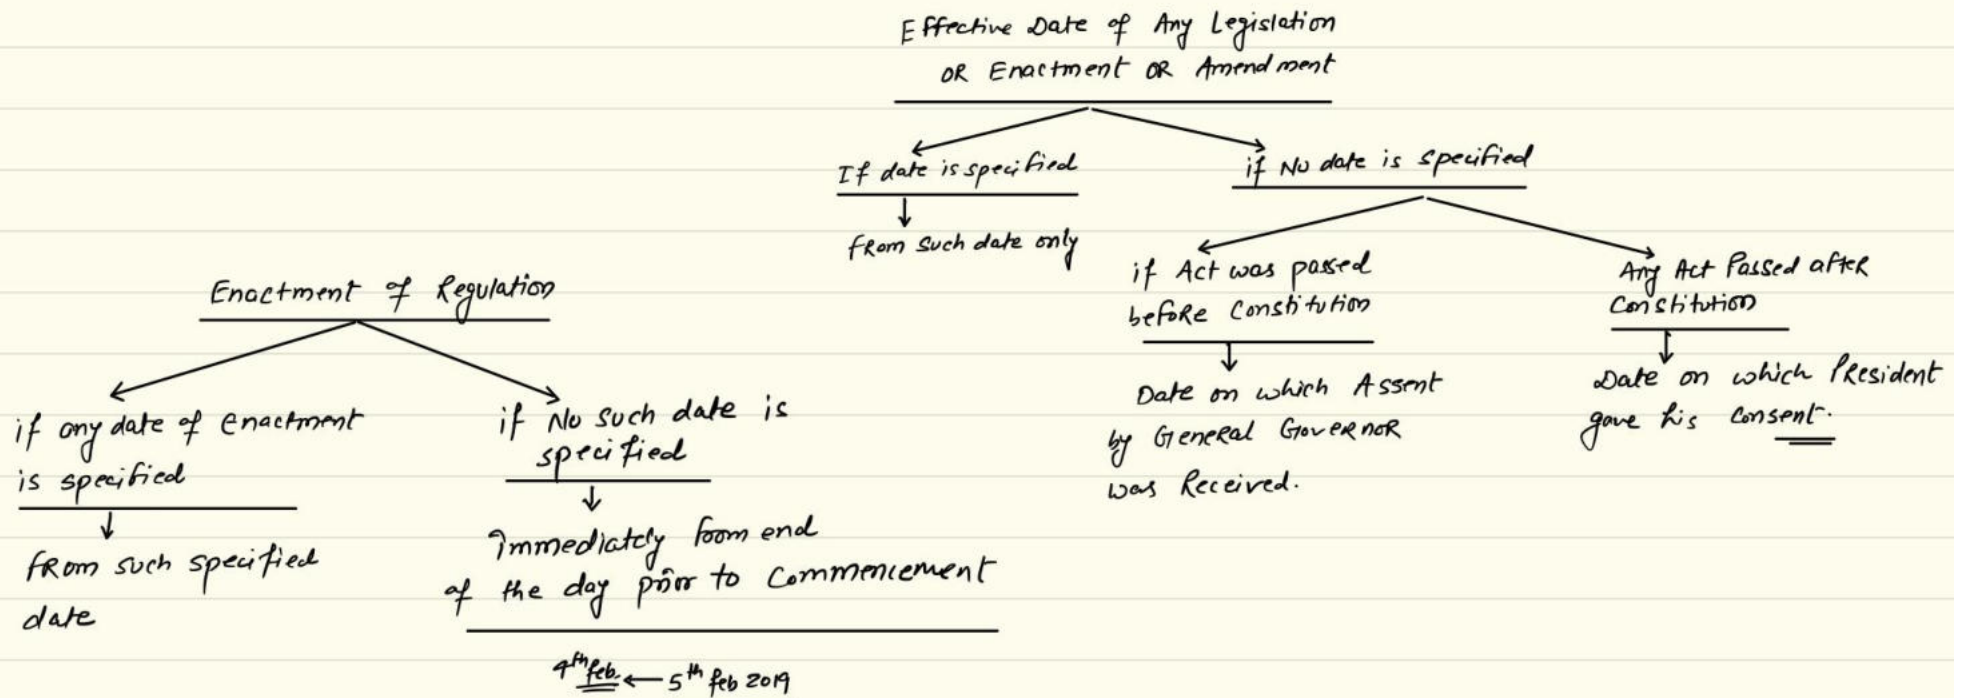 Effective Date of Any Legislation
OR Enactment OR Amendment
If date is specified
from such date only
if No date is specified
if Act was passed
before Constitution
Date on which Assent
by General Governor
was Received.
Any Act Passed after
Constitution
Date on which President
gave his Consent.
Enactment of Regulation
if any date of enactment
is specified
from such specified
date
if No such date is
specified
immediately from end
of the day prior to Commencement
4th feb. ← 5th feb 2019